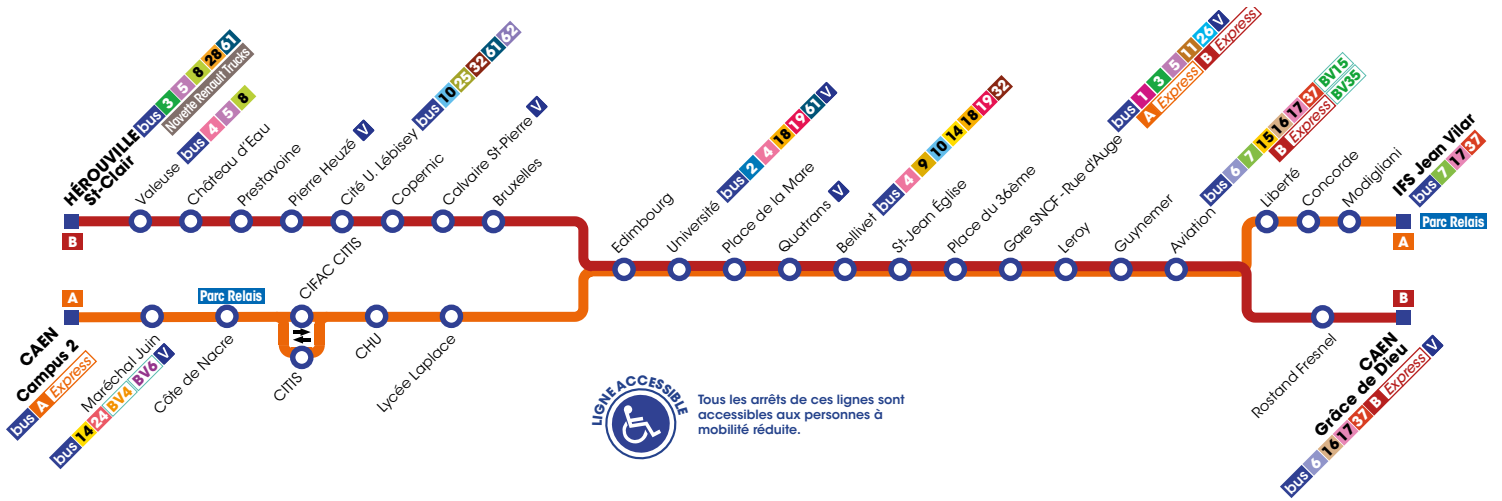 HÉROUVILLE
St-Clair
bus 3 5 8 28 61
Navette Renault Trucks
Valeuse
bus 4 5 8
Château d'Eau
Prestavoine
Pierre Heuzé V
Cité U. Lébisey
bus 10 25 32 61 62
Copernic
Calvaire St-Pierre V
Bruxelles
B
Edimbourg
Université
bus 2 4 18 19 61 V
Place de la Mare
Quatrans V
Bellivet
bus 4 9 10 14 18 19 32
St-Jean Église
Place du 36ème
Gare SNCF - Rue d'Auge
bus 1 3 5 11 26 V
A Express B Express
Leroy
Guynemer
Aviation
bus 6 7 15 16 17 37 BV15
B Express BV35
Liberté
Concorde
Modigliani
IFS Jean Vilar
bus 7 17 37
Parc Relais
A
A
CAEN
Campus 2
bus A Express
Maréchal Juin
bus 14 24 BV4 BV6 V
Parc Relais
Côte de Nacre
CIFAC CITIS
CITIS
CHU
Lycée Laplace
B
Rostand Fresnel
CAEN
Grâce de Dieu
bus 6 16 17 37 B Express V
LIGNE ACCESSIBLE
Tous les arrêts de ces lignes sont
accessibles aux personnes à
mobilité réduite.